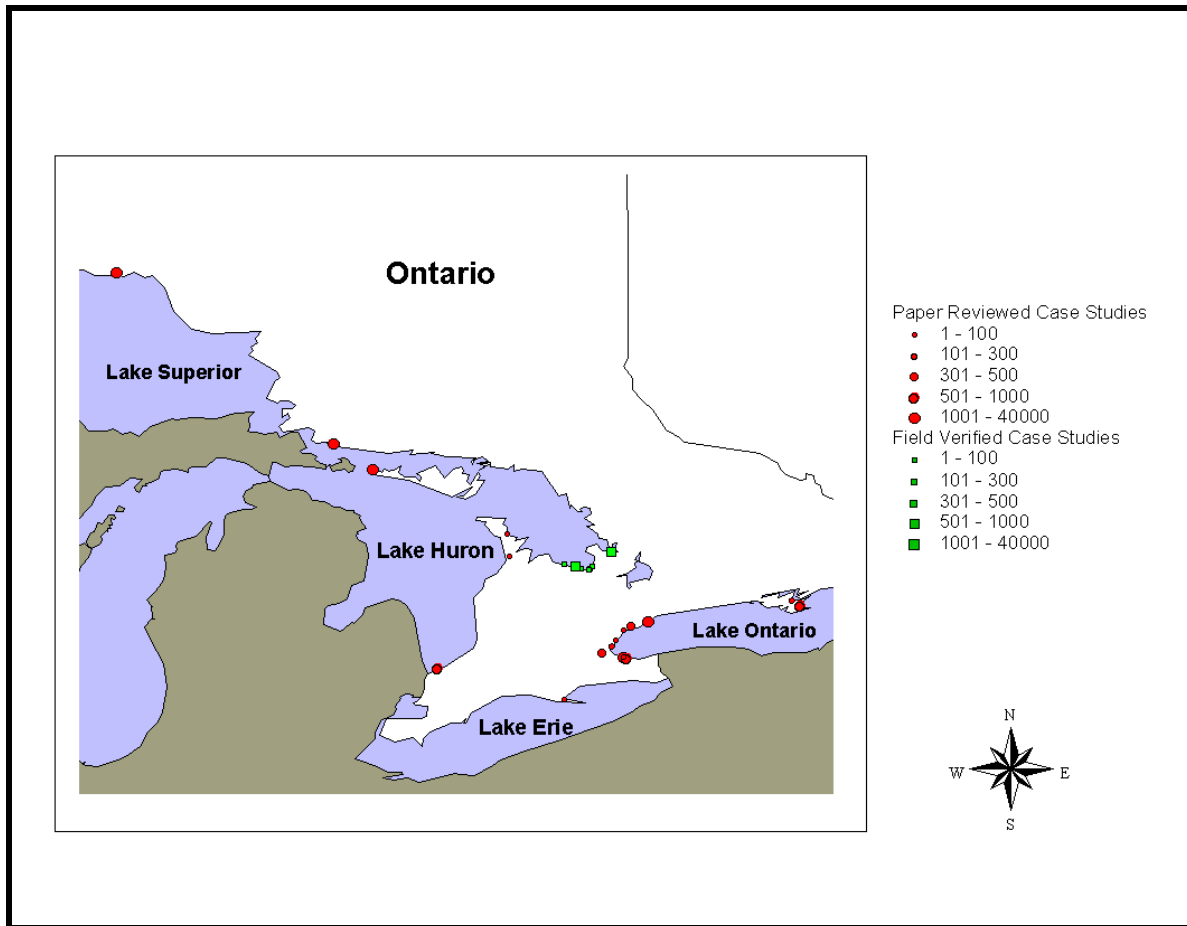 Ontario
Lake Superior
Lake Huron
Lake Ontario
Lake Erie
Paper Reviewed Case Studies
1 - 100
101 - 300
301 - 500
501 - 1000
1001 - 40000
Field Verified Case Studies
1 - 100
101 - 300
301 - 500
501 - 1000
1001 - 40000
N
W E
S